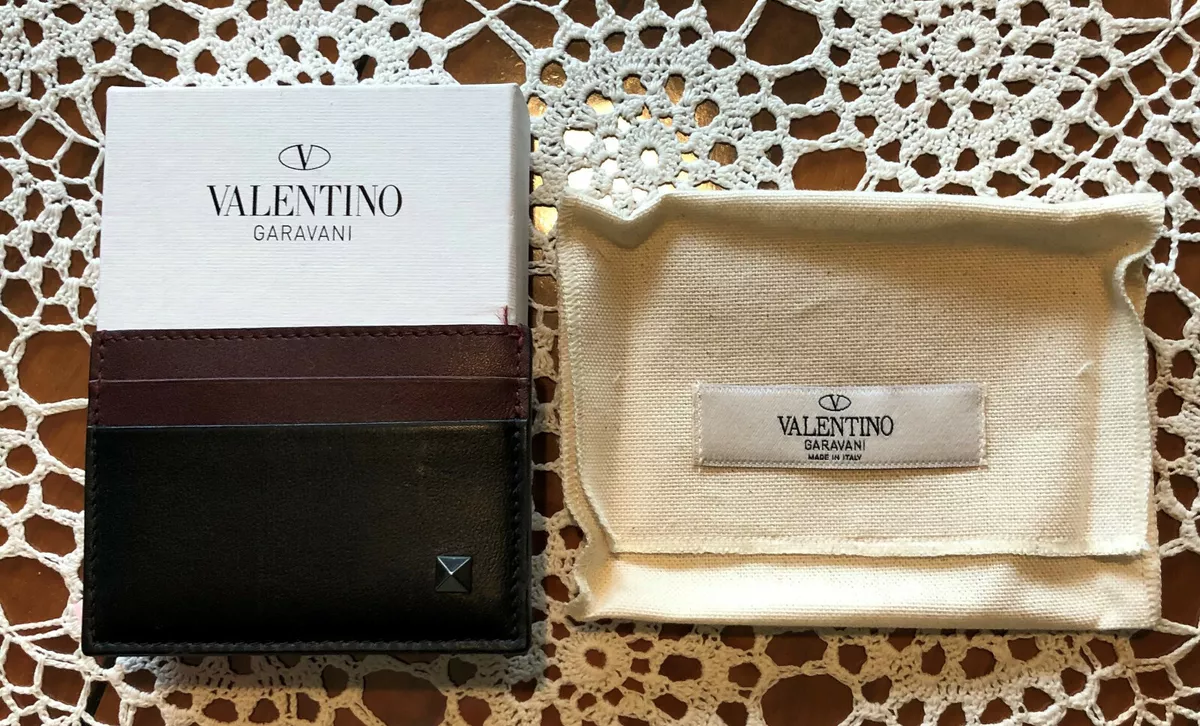 V
VALENTINO
GARAVANI
V
VALENTINO
GARAVANI
MADE IN ITALY